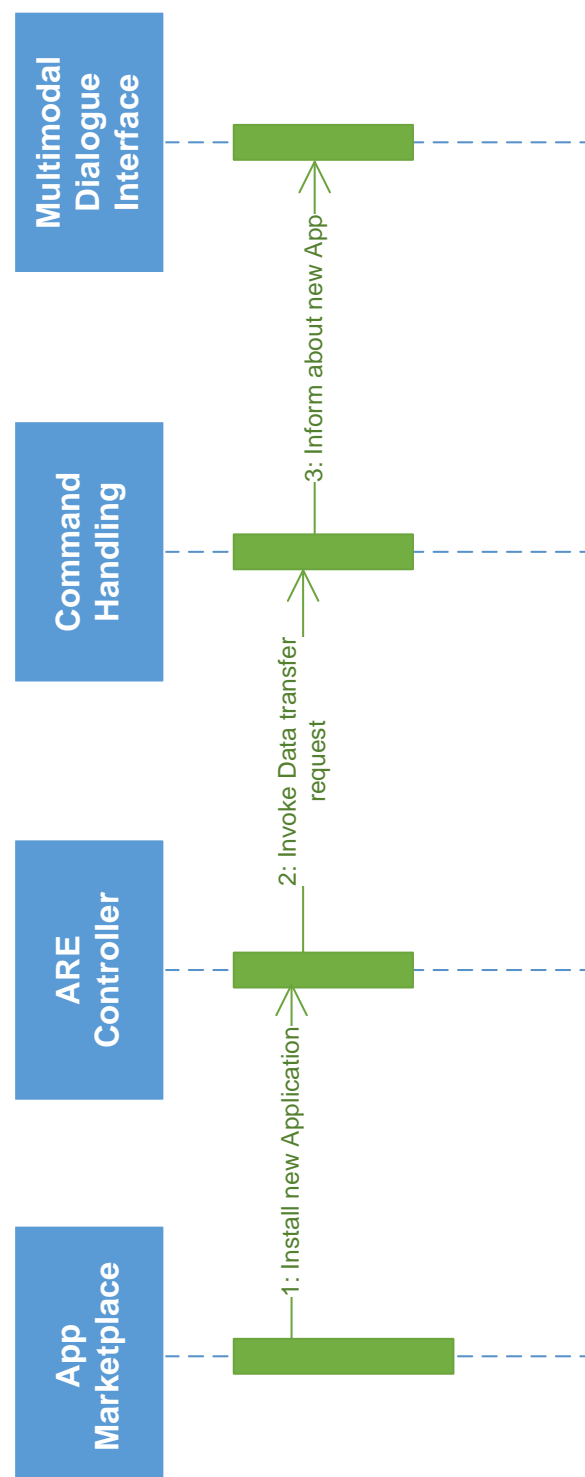 App
Marketplace
ARE
Controller
Command
Handling
Multimodal
Dialogue
Interface
1: Install new Application
2: Invoke Data transfer
request
3: Inform about new App